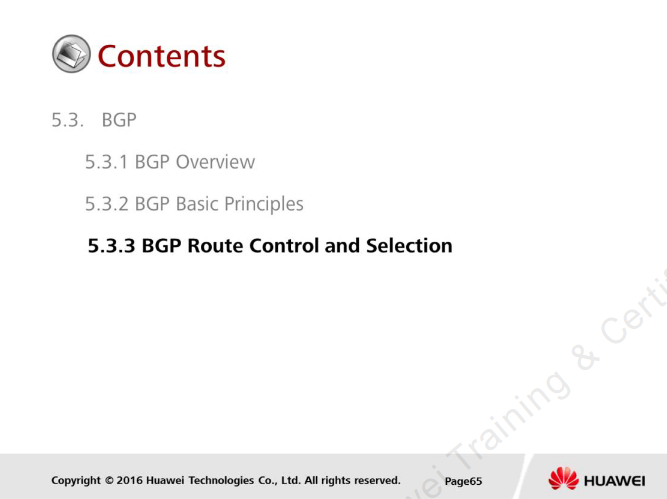 Contents
5.3. BGP
5.3.1 BGP Overview
5.3.2 BGP Basic Principles
5.3.3 BGP Route Control and Selection
Training &
Copyright © 2016 Huawei Technologies Co., Ltd. All rights reserved.
Page65
HUAWEI